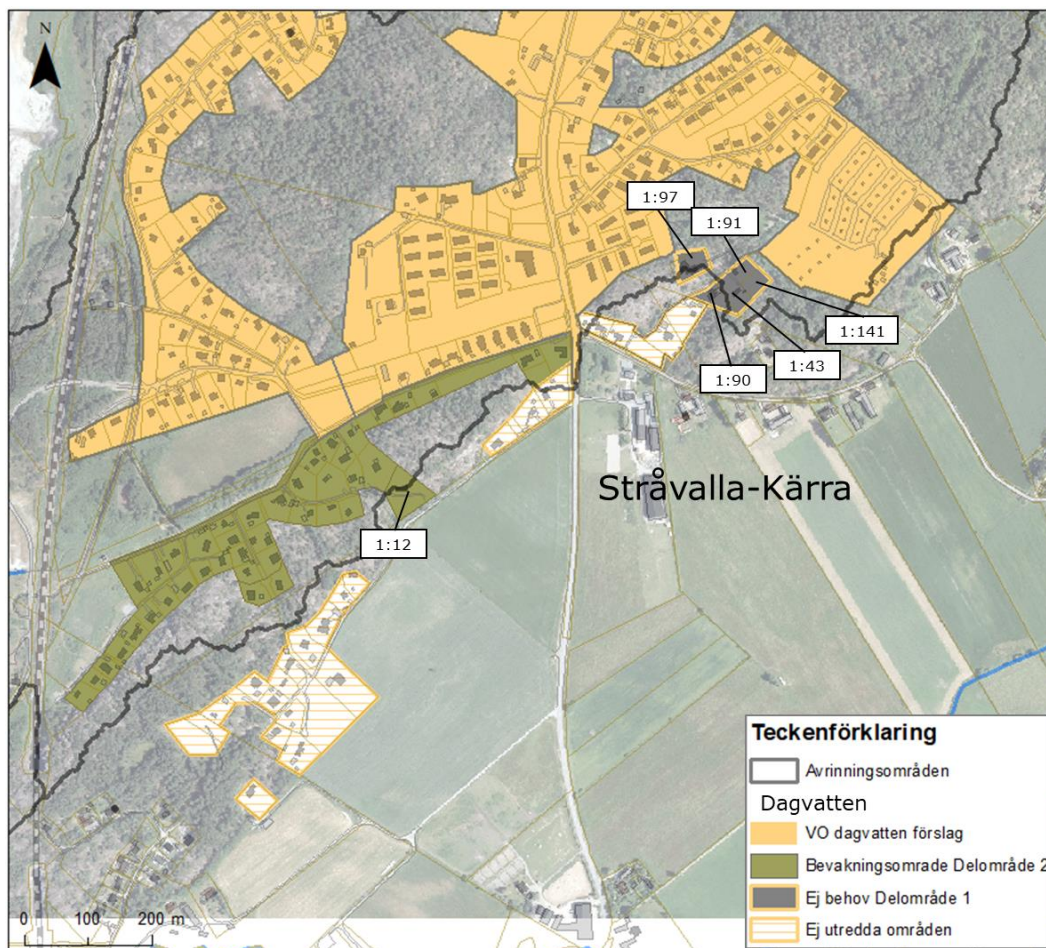 N
1:97
1:91
1:141
1:43
1:90
Stråvalla-Kärra
1:12
Teckenförklaring
Avrinningsområden
Dagvatten
VO dagvatten förslag
Bevakningsomrade Delområde 2
Ej behov Delområde 1
Ej utredda områden
0 100 200 m